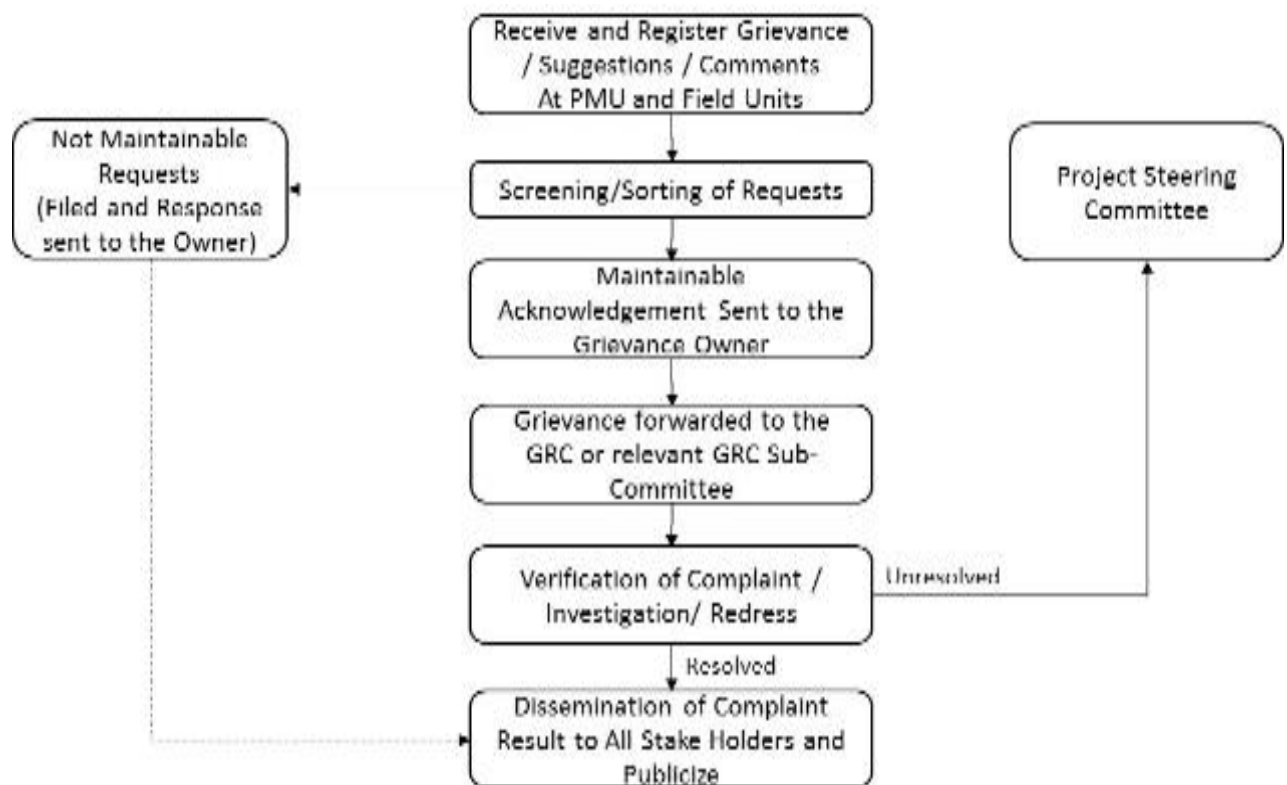 Receive and Register Grievance
/ Suggestions / Comments
At PMU and Field Units
Not Maintainable
Requests
(Filed and Response
sent to the Owner)
Screening/Sorting of Requests
Project Steering
Committee
Maintainable
Acknowledgement Sent to the
Grievance Owner
Grievance forwarded to the
GRC or relevant GRC Sub-
Committee
Verification of Complaint /
Investigation/ Redress
Unresolved
Resolved
Dissemination of Complaint
Result to All Stake Holders and
Publicize